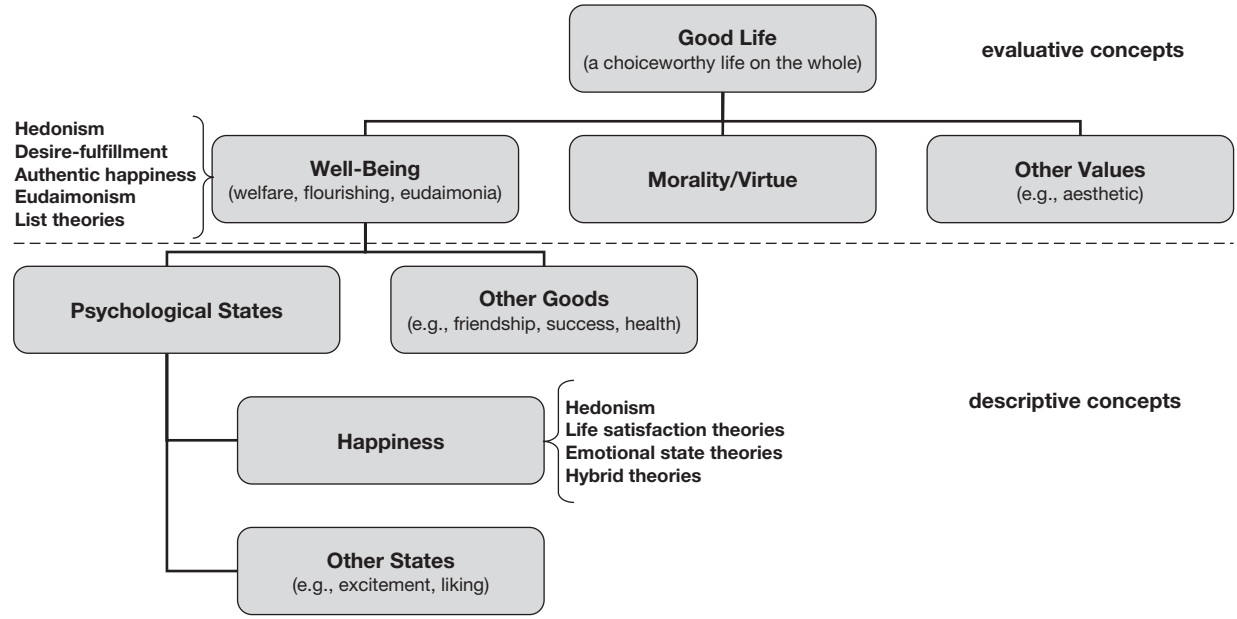 Good Life
(a choiceworthy life on the whole)
evaluative concepts
Hedonism
Desire-fulfillment
Authentic happiness
Eudaimonism
List theories
Well-Being
(welfare, flourishing, eudaimonia)
Morality/Virtue
Other Values
(e.g., aesthetic)
Psychological States
Other Goods
(e.g., friendship, success, health)
descriptive concepts
Happiness
Hedonism
Life satisfaction theories
Emotional state theories
Hybrid theories
Other States
(e.g., excitement, liking)